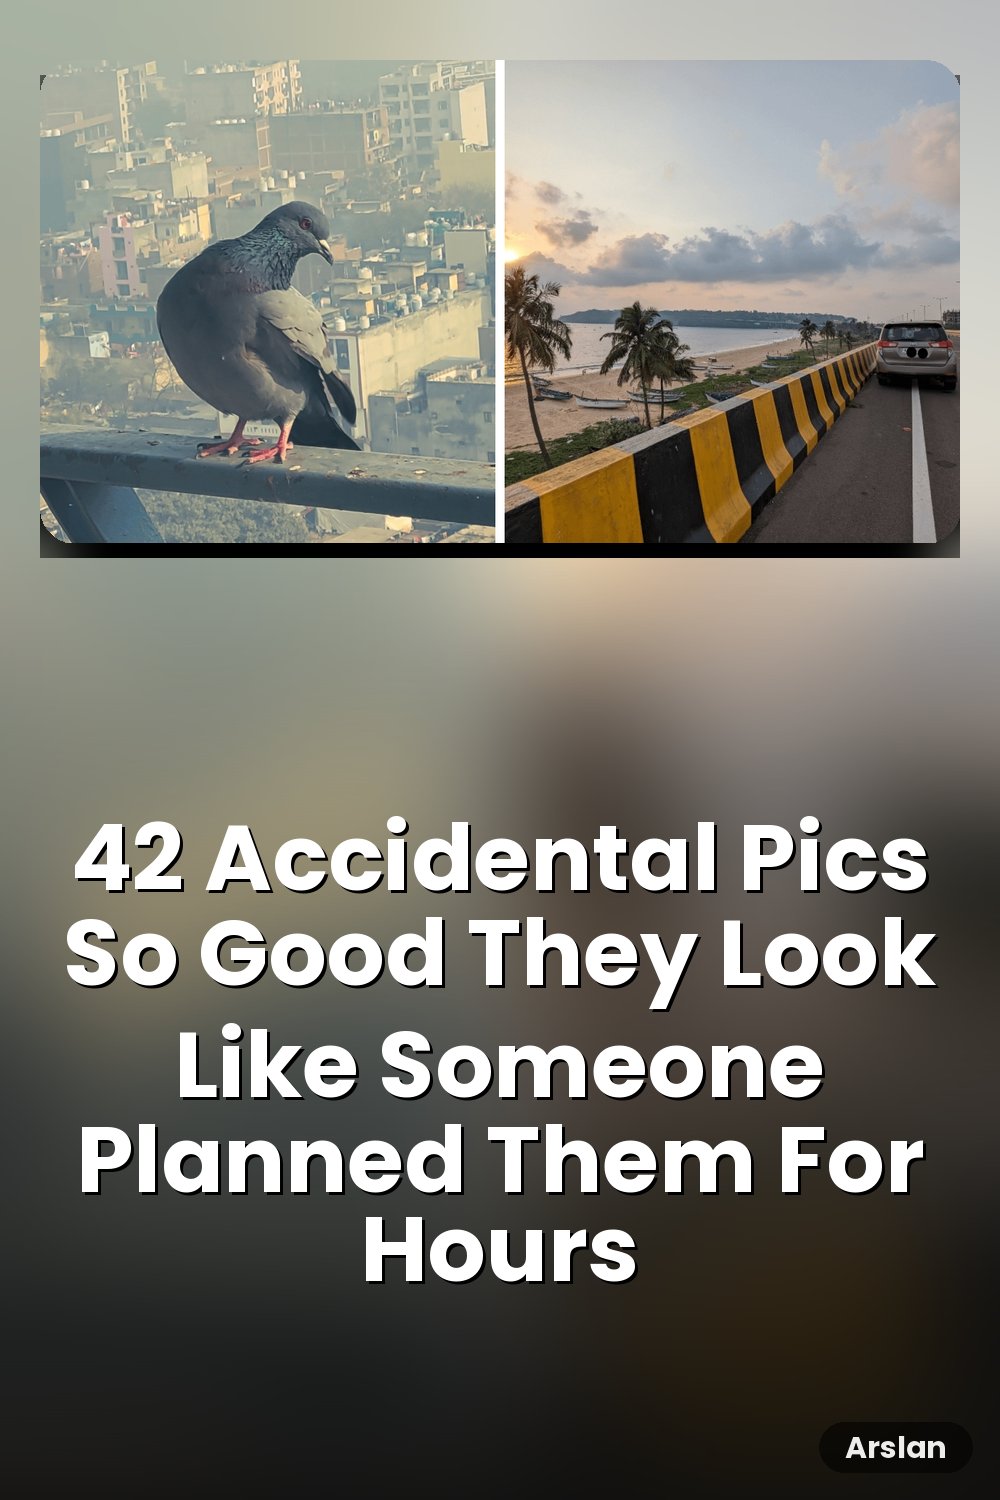 42 Accidental Pics
So Good They Look
Like Someone
Planned Them For
Hours
Arslan